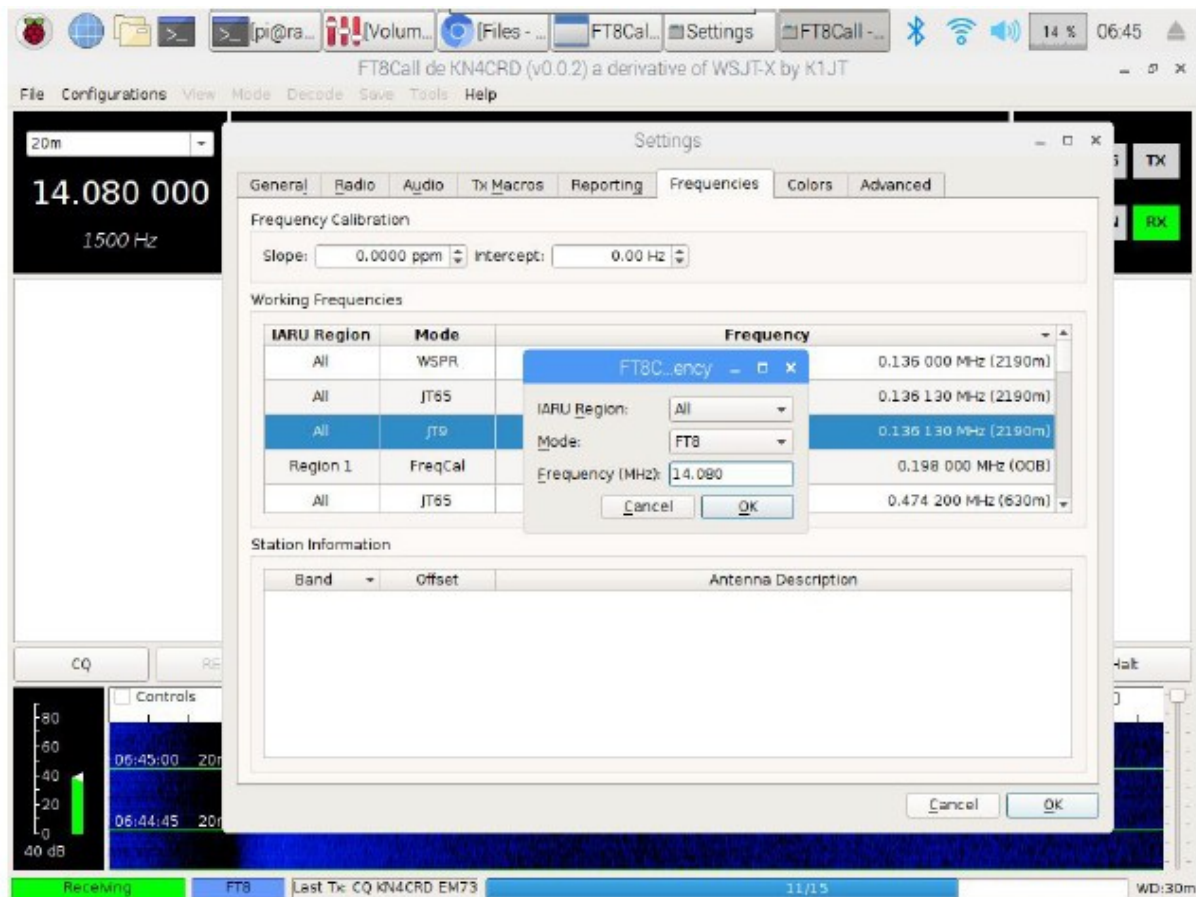 [pi@ra... [Volum... [Files - ... FT8Cal... Settings FT8Call -... 14 % 06:45
FT8Call de KN4CRD (v0.0.2) a derivative of WSJT-X by K1JT
File Configurations View Mode Decode Save Tools Help
20m
14.080 000
1500 Hz
TX
RX
Settings
General Radio Audio Tx Macros Reporting Frequencies Colors Advanced
Frequency Calibration
Slope: 0.0000 ppm Intercept: 0.00 Hz
Working Frequencies
IARU Region Mode Frequency
All WSPR 0.136 000 MHz (2190m)
All JT65 0.136 130 MHz (2190m)
All JT9 0.136 130 MHz (2190m)
Region 1 FreqCal 0.198 000 MHz (OOB)
All JT65 0.474 200 MHz (630m)
FT8C...ency
IARU Region: All
Mode: FT8
Frequency (MHz): 14.080
Cancel OK
Station Information
Band Offset Antenna Description
Cancel OK
CQ RE Halt
Controls
80
60
40
20
0
40 dB
06:45:00 20m
06:44:45 20m
Receiving FT8 Last Tx: CQ KN4CRD EM73 11/15 WD:30m